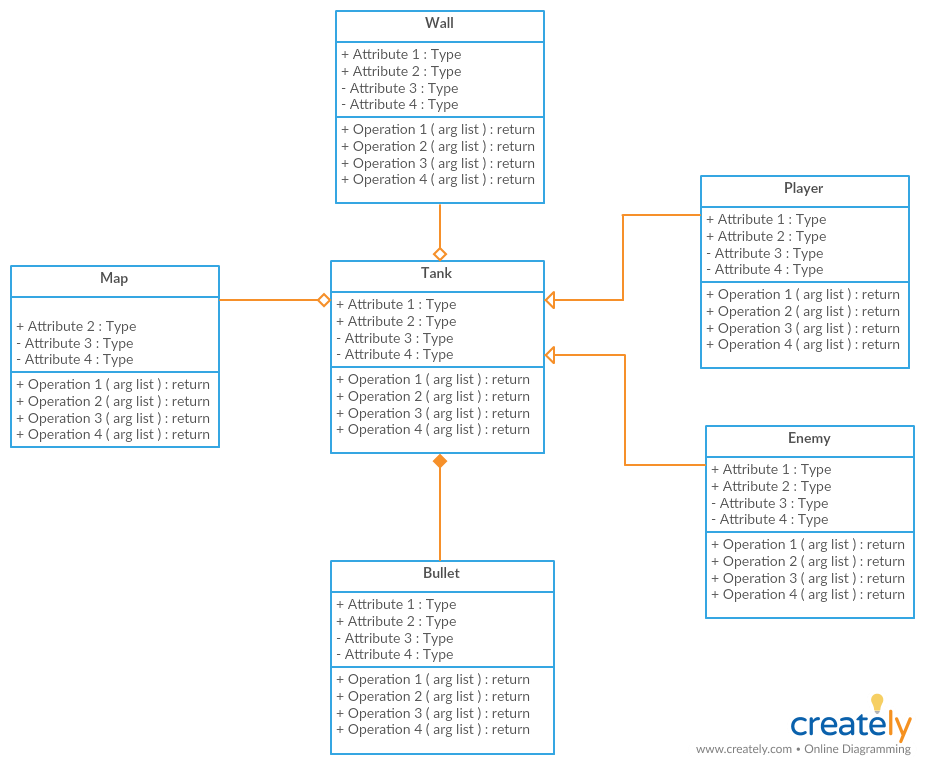 Wall
+ Attribute 1 : Type
+ Attribute 2 : Type
- Attribute 3 : Type
- Attribute 4 : Type
+ Operation 1 ( arg list ) : return
+ Operation 2 ( arg list ) : return
+ Operation 3 ( arg list ) : return
+ Operation 4 ( arg list ) : return
Player
+ Attribute 1 : Type
+ Attribute 2 : Type
- Attribute 3 : Type
- Attribute 4 : Type
+ Operation 1 ( arg list ) : return
+ Operation 2 ( arg list ) : return
+ Operation 3 ( arg list ) : return
+ Operation 4 ( arg list ) : return
Map
+ Attribute 2 : Type
- Attribute 3 : Type
- Attribute 4 : Type
+ Operation 1 ( arg list ) : return
+ Operation 2 ( arg list ) : return
+ Operation 3 ( arg list ) : return
+ Operation 4 ( arg list ) : return
Tank
+ Attribute 1 : Type
+ Attribute 2 : Type
- Attribute 3 : Type
- Attribute 4 : Type
+ Operation 1 ( arg list ) : return
+ Operation 2 ( arg list ) : return
+ Operation 3 ( arg list ) : return
+ Operation 4 ( arg list ) : return
Enemy
+ Attribute 1 : Type
+ Attribute 2 : Type
- Attribute 3 : Type
- Attribute 4 : Type
+ Operation 1 ( arg list ) : return
+ Operation 2 ( arg list ) : return
+ Operation 3 ( arg list ) : return
+ Operation 4 ( arg list ) : return
Bullet
+ Attribute 1 : Type
+ Attribute 2 : Type
- Attribute 3 : Type
- Attribute 4 : Type
+ Operation 1 ( arg list ) : return
+ Operation 2 ( arg list ) : return
+ Operation 3 ( arg list ) : return
+ Operation 4 ( arg list ) : return
creately
www.creately.com • Online Diagramming